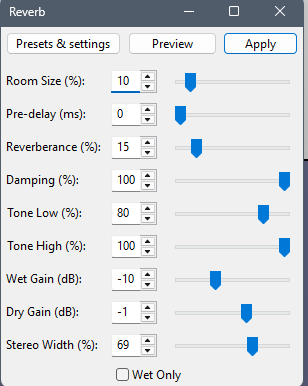 Reverb
Presets & settings Preview Apply
Room Size (%): 10
Pre-delay (ms): 0
Reverberance (%): 15
Damping (%): 100
Tone Low (%): 80
Tone High (%): 100
Wet Gain (dB): -10
Dry Gain (dB): -1
Stereo Width (%): 69
Wet Only